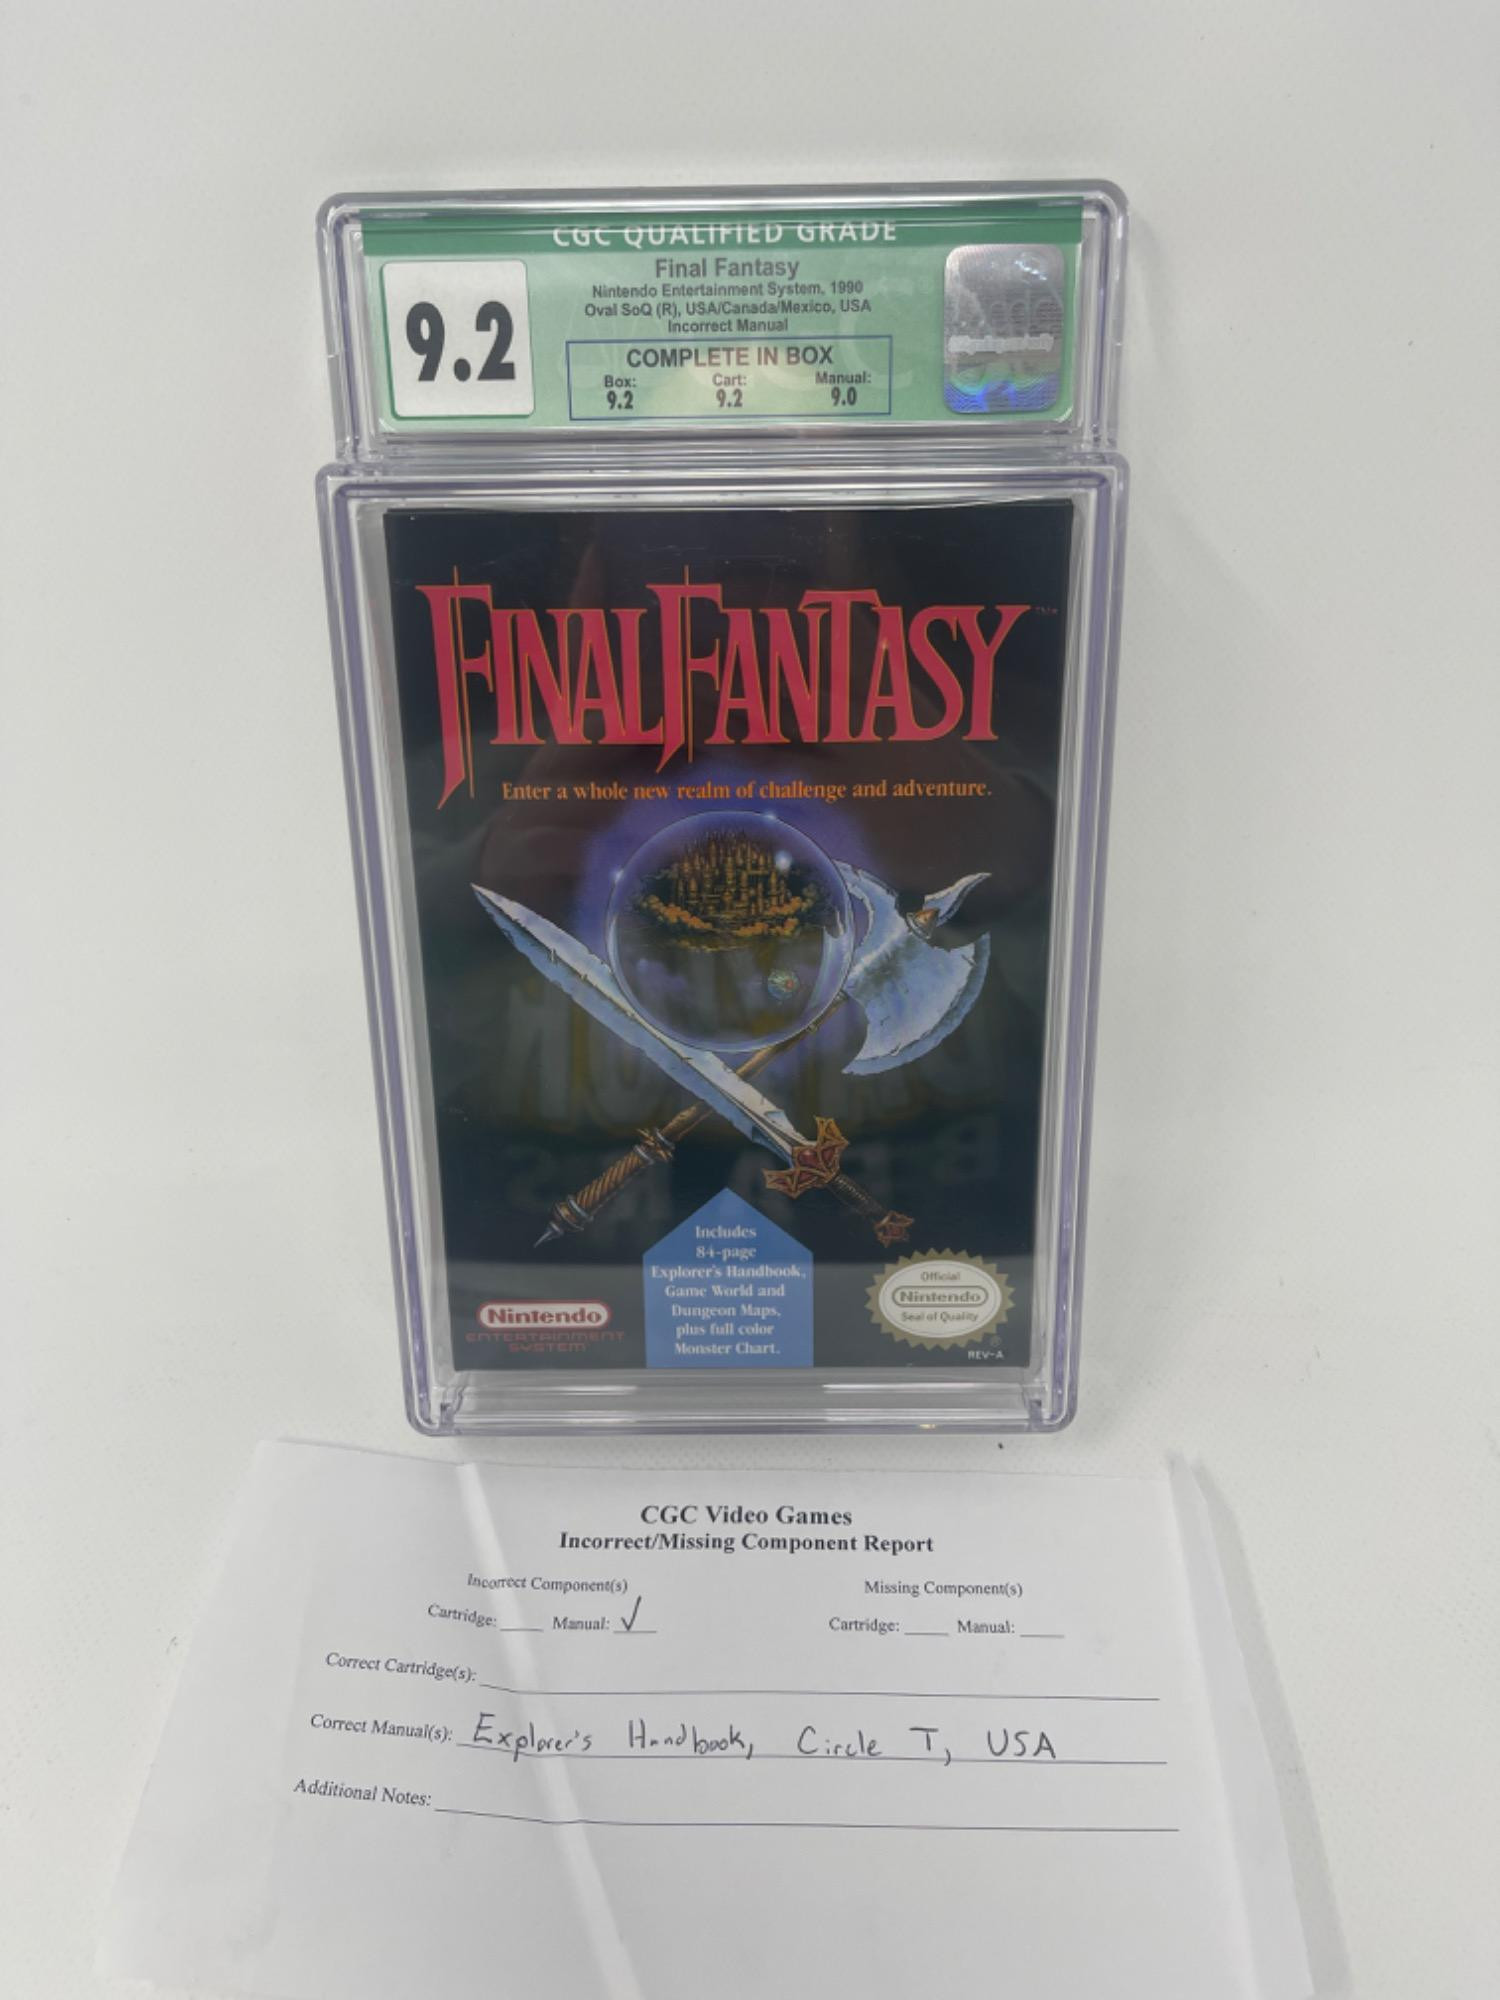 CGC QUALIFIED GRADE
9.2
Final Fantasy
Nintendo Entertainment System, 1990
Oval SoQ (R), USA/Canada/Mexico, USA
Incorrect Manual
COMPLETE IN BOX
Box: Cart: Manual:
9.2 9.2 9.0
FINAL FANTASY™
Enter a whole new realm of challenge and adventure.
Includes
84-page
Explorer's Handbook,
Game World and
Dungeon Maps,
plus full color
Monster Chart.
Nintendo
ENTERTAINMENT
SYSTEM
Official
Nintendo
Seal of Quality
®
REV-A
CGC Video Games
Incorrect/Missing Component Report
Incorrect Component(s) Missing Component(s)
Cartridge: Manual: ✓ Cartridge: Manual:
Correct Cartridge(s):
Correct Manual(s): Explorer's Handbook, Circle T, USA
Additional Notes: